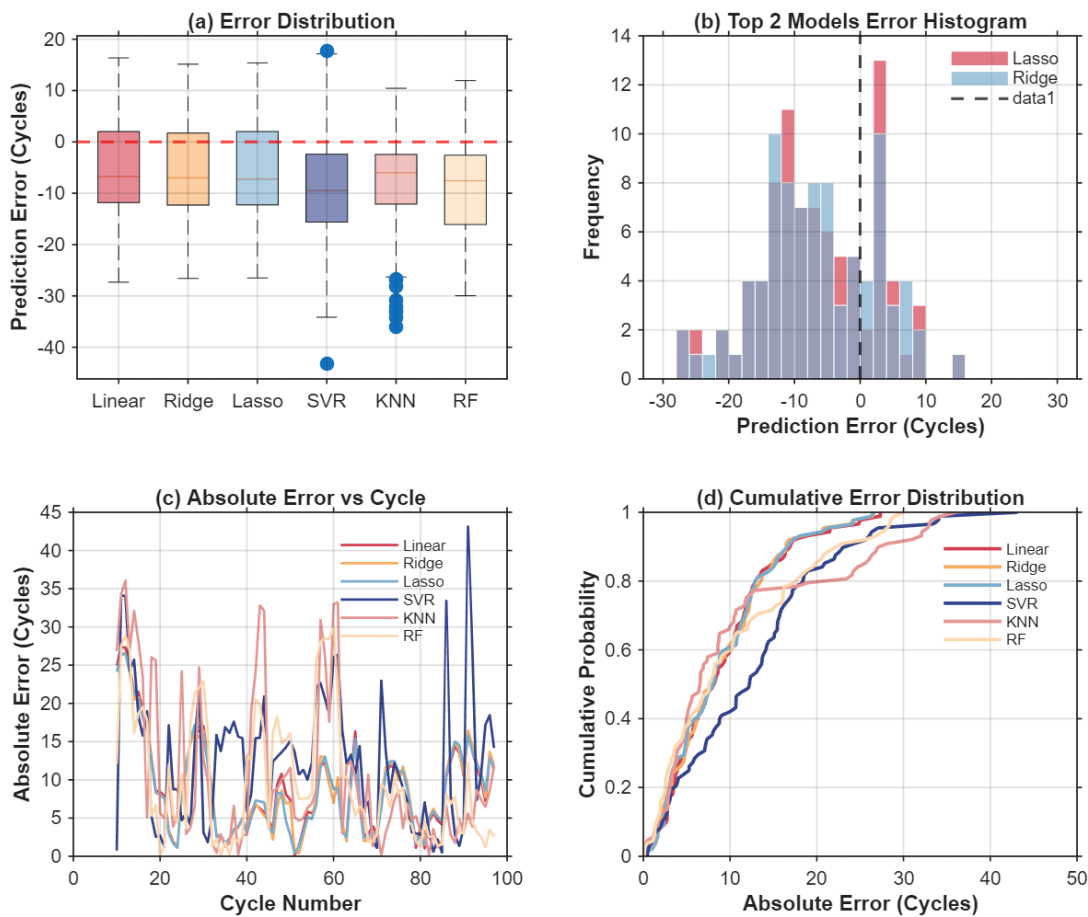 (a) Error Distribution
20
10
0
-10
-20
-30
-40
Prediction Error (Cycles)
Linear Ridge Lasso SVR KNN RF
(b) Top 2 Models Error Histogram
14
12
10
8
6
4
2
0
Frequency
Lasso
Ridge
data1
-30 -20 -10 0 10 20 30
Prediction Error (Cycles)
(c) Absolute Error vs Cycle
45
40
35
30
25
20
15
10
5
0
Absolute Error (Cycles)
Linear
Ridge
Lasso
SVR
KNN
RF
0 20 40 60 80 100
Cycle Number
(d) Cumulative Error Distribution
1
0.8
0.6
0.4
0.2
0
Cumulative Probability
Linear
Ridge
Lasso
SVR
KNN
RF
0 10 20 30 40 50
Absolute Error (Cycles)